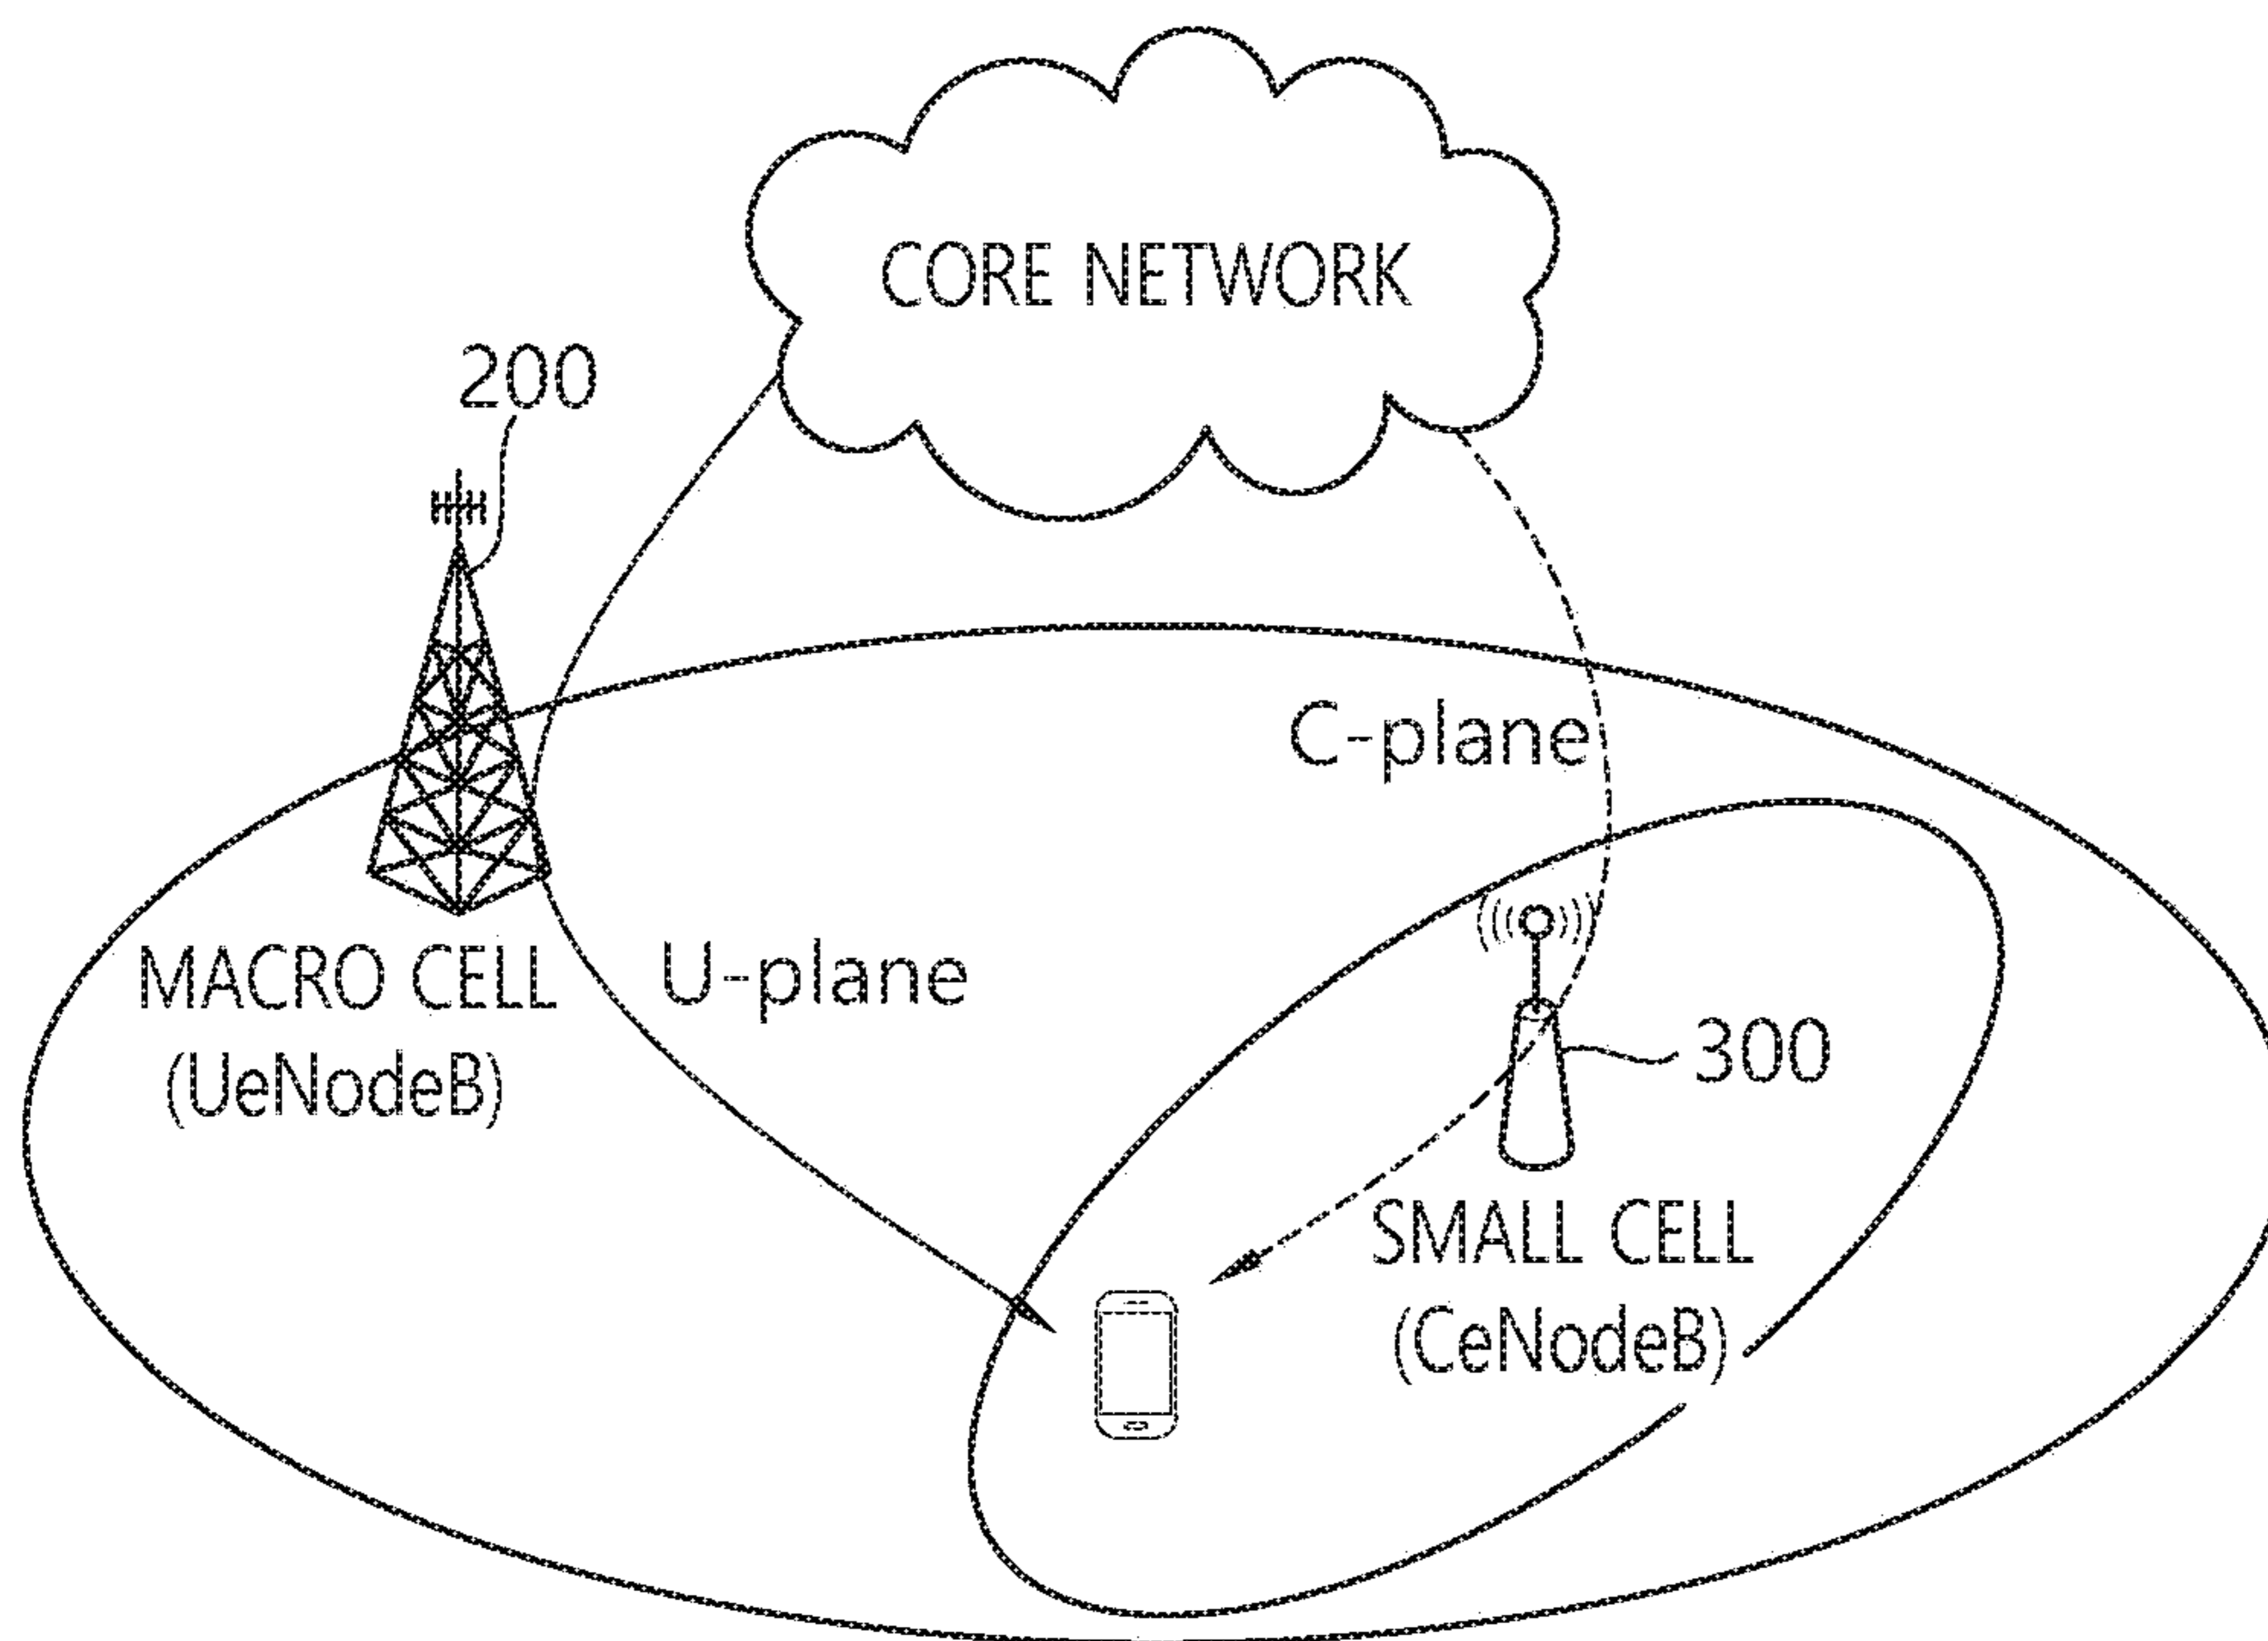 CORE NETWORK
200
C-plane
MACRO CELL
(UeNodeB)
U-plane
300
SMALL CELL
(CeNodeB)